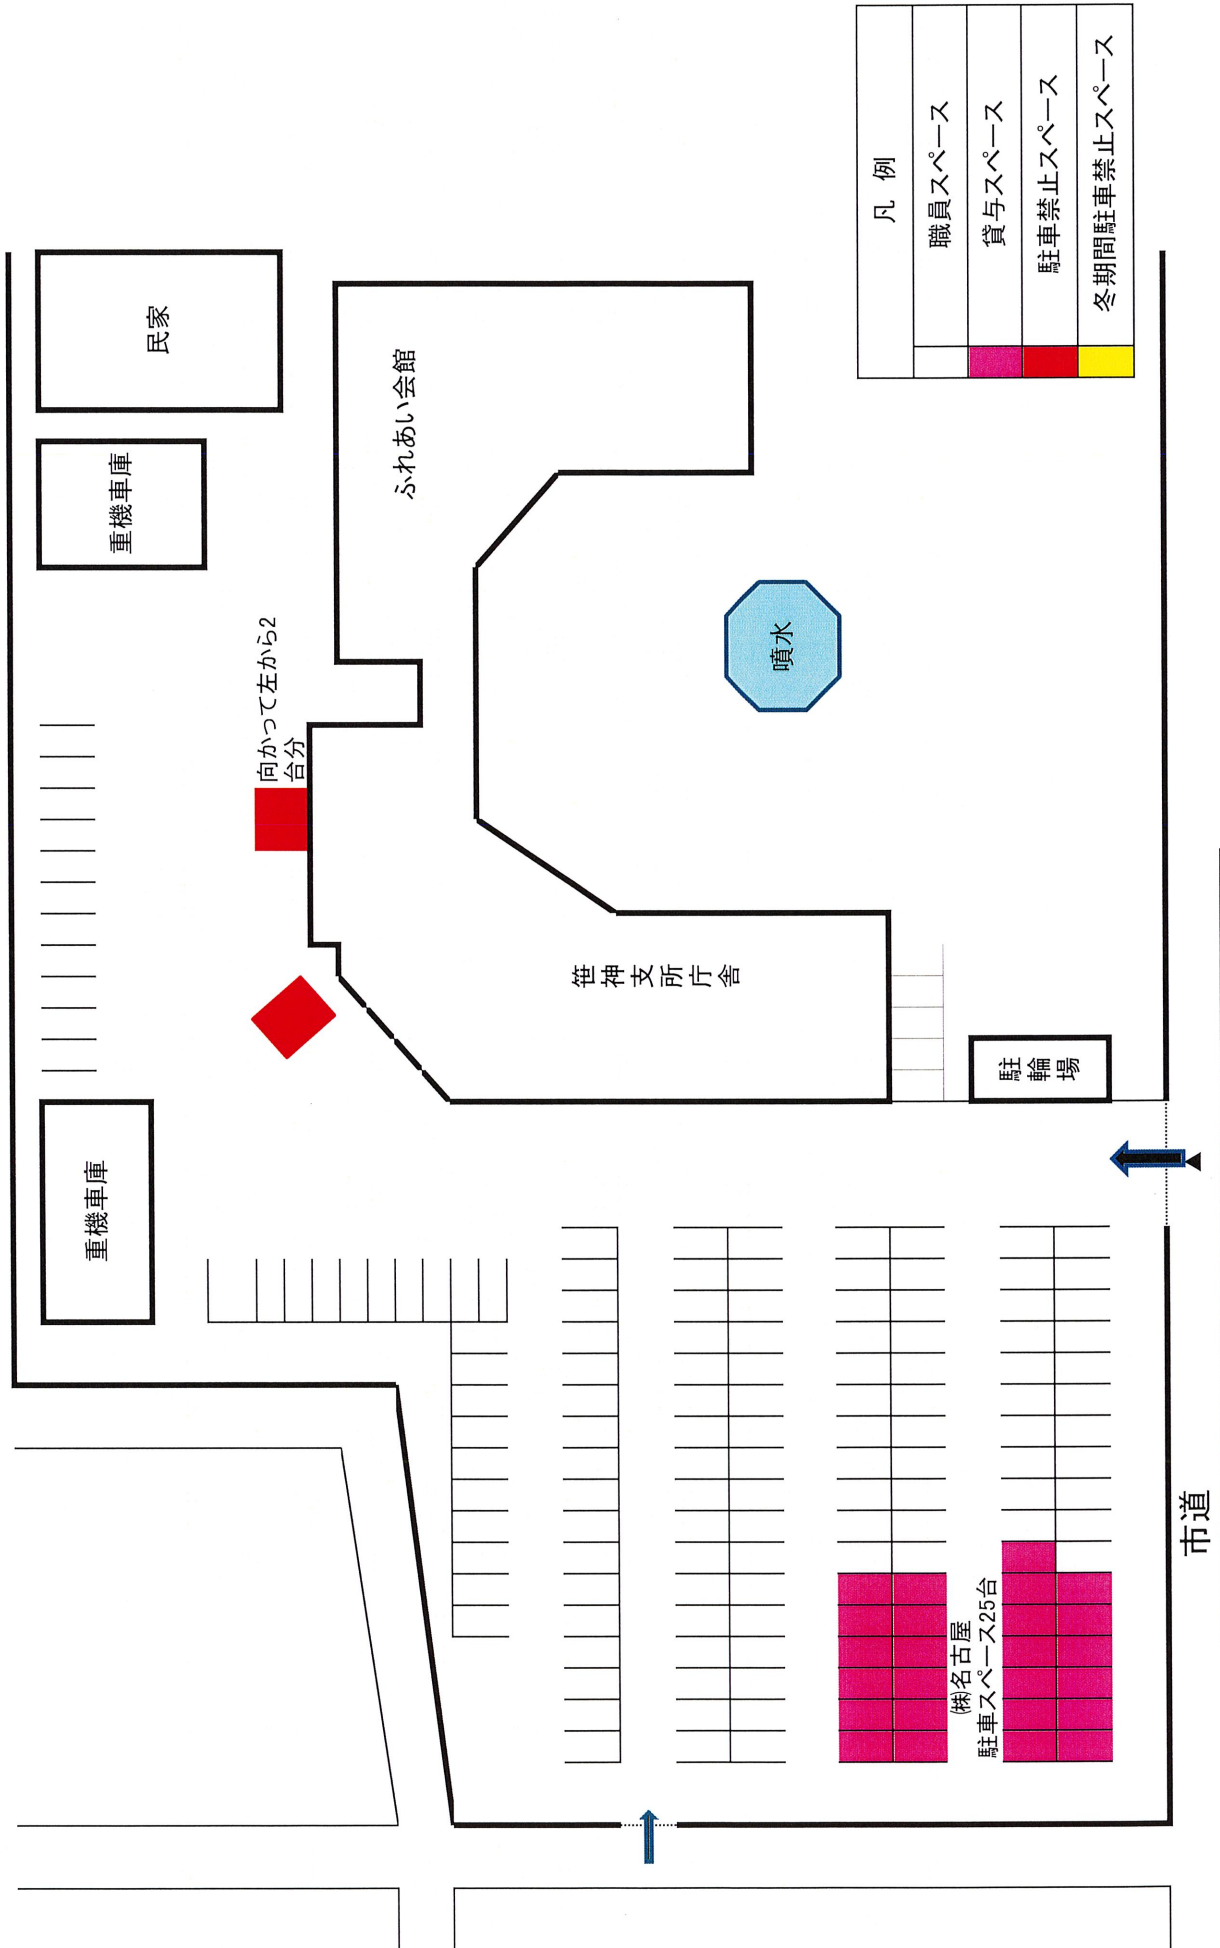 民家
重機車庫
ふれあい会館
向かって左から2
台分
噴水
重機車庫
笹神支所庁舎
駐輪場
㈱名古屋
駐車スペース25台
市道
凡 例
職員スペース
貸与スペース
駐車禁止スペース
冬期間駐車禁止スペース